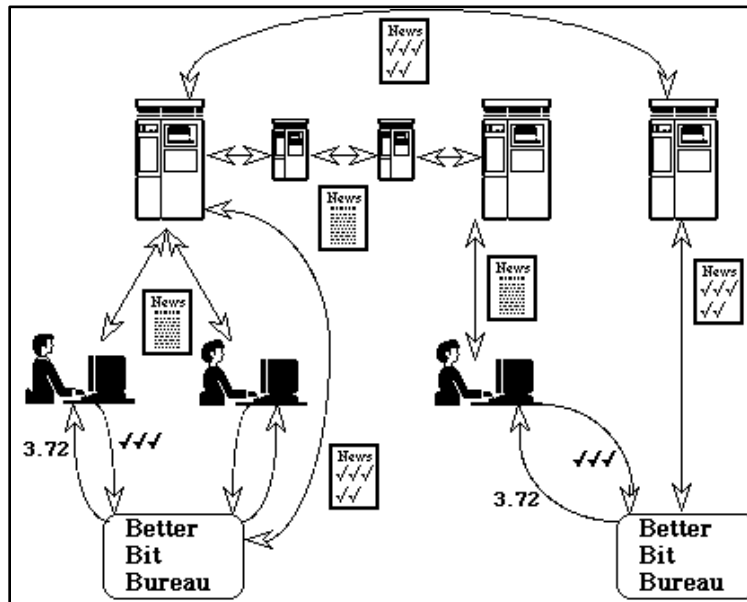 News
✓✓✓
✓✓
News
News
News
News
✓✓✓
✓✓
3.72
✓✓✓
News
✓✓✓
✓✓
3.72
✓✓✓
Better
Bit
Bureau
Better
Bit
Bureau